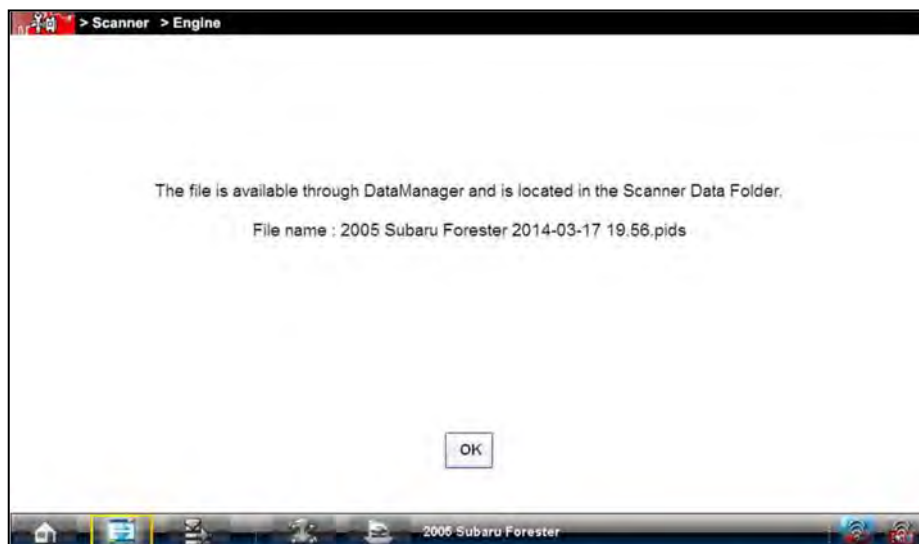 > Scanner > Engine
The file is available through DataManager and is located in the Scanner Data Folder.
File name : 2005 Subaru Forester 2014-03-17 19.56.pids
OK
2005 Subaru Forester